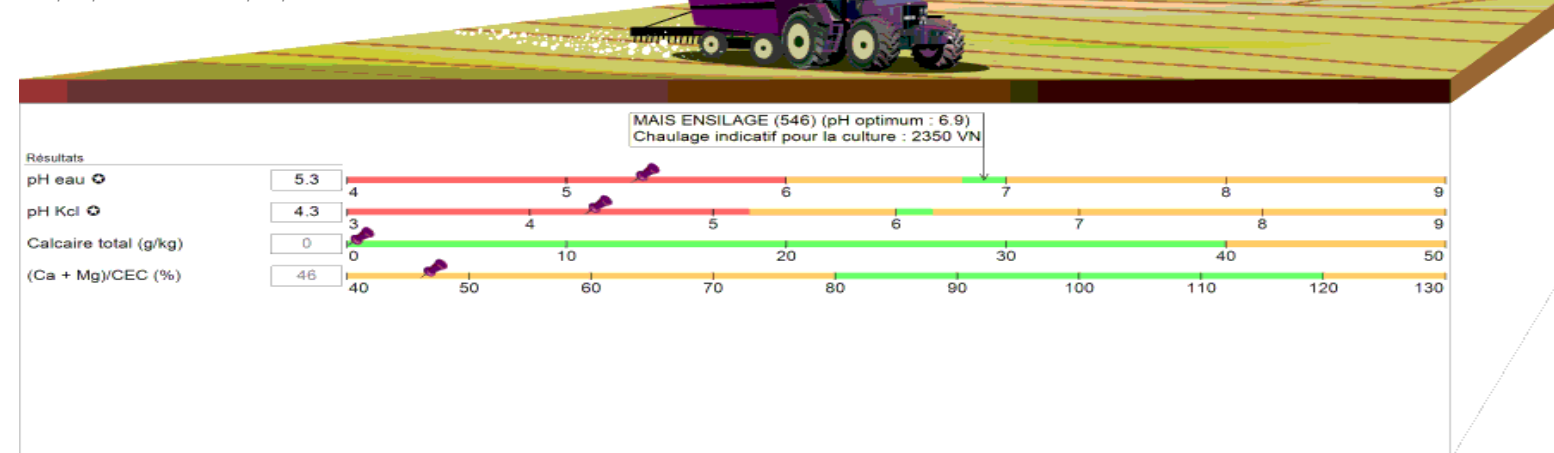 MAIS ENSILAGE (546) (pH optimum : 6.9)
Chaulage indicatif pour la culture : 2350 VN
Résultats
pH eau ✪ 5.3
4 5 6 7 8 9
pH Kcl ✪ 4.3
3 4 5 6 7 8 9
Calcaire total (g/kg) 0
0 10 20 30 40 50
(Ca + Mg)/CEC (%) 46
40 50 60 70 80 90 100 110 120 130